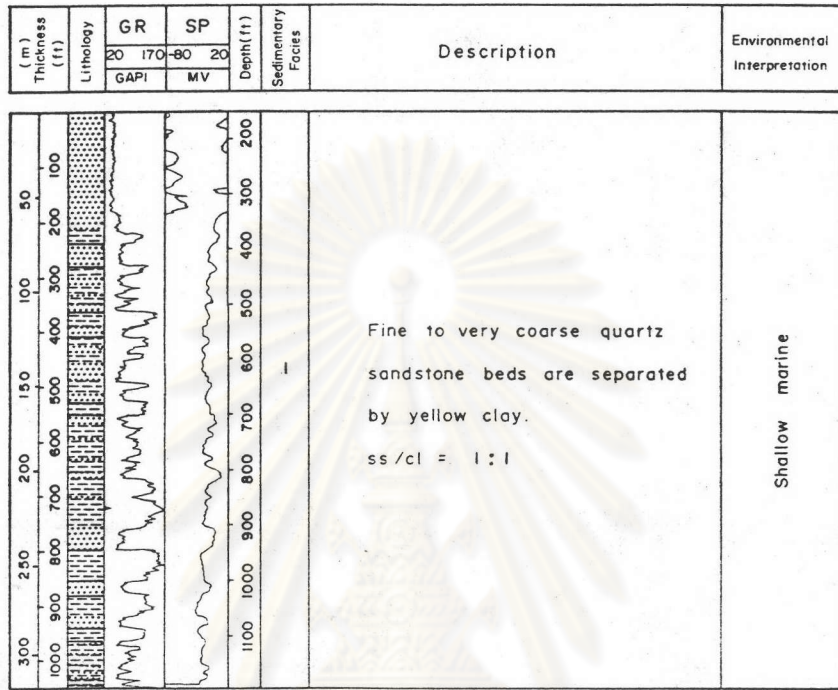 (m)
Thickness
(ft)
Lithology
GR
20 170
GAPI
SP
-80 20
MV
Depth(ft)
Sedimentary
Facies
Description
Environmental
Interpretation
50
100
150
200
250
300
100
200
300
400
500
600
700
800
900
1000
200
300
400
500
600
700
800
900
1000
1100
1
Fine to very coarse quartz
sandstone beds are separated
by yellow clay.
ss/cl = 1:1
Shallow marine